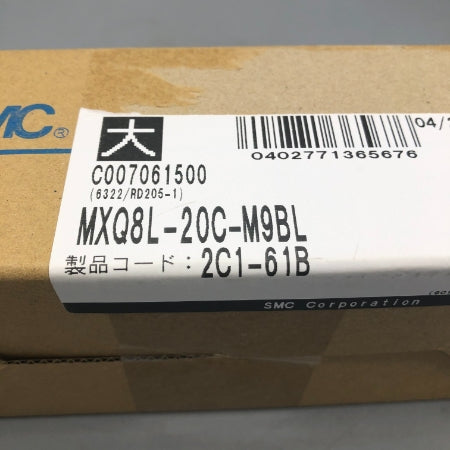 MC®
大
04/1
0402771365676
C007061500
(6322/RD205-1)
MXQ8L-20C-M9BL
製品コード:2C1-61B
SMC Corporation